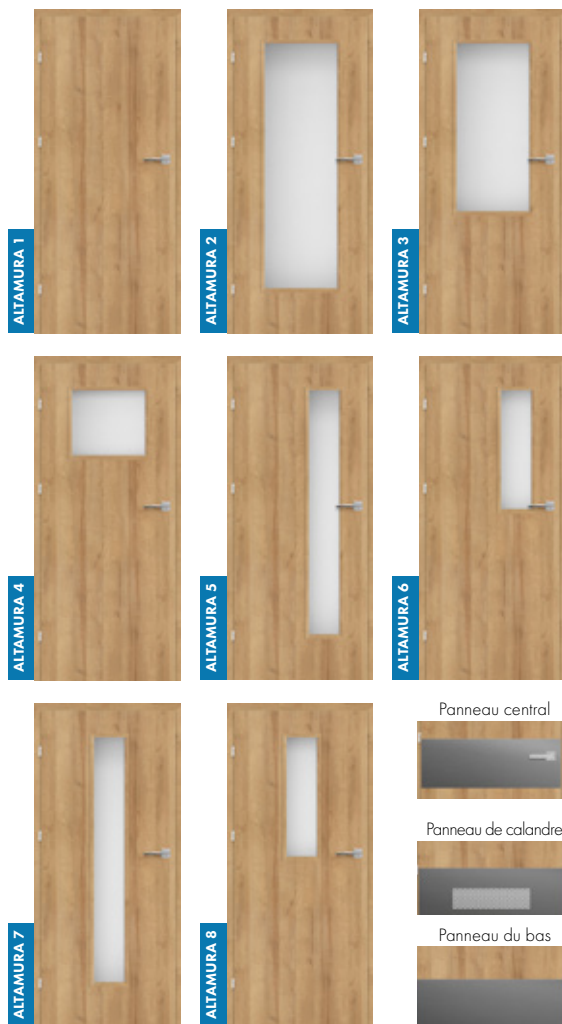 ALTAMURA 1
ALTAMURA 2
ALTAMURA 3
ALTAMURA 4
ALTAMURA 5
ALTAMURA 6
ALTAMURA 7
ALTAMURA 8
Panneau central
Panneau de calandre
Panneau du bas